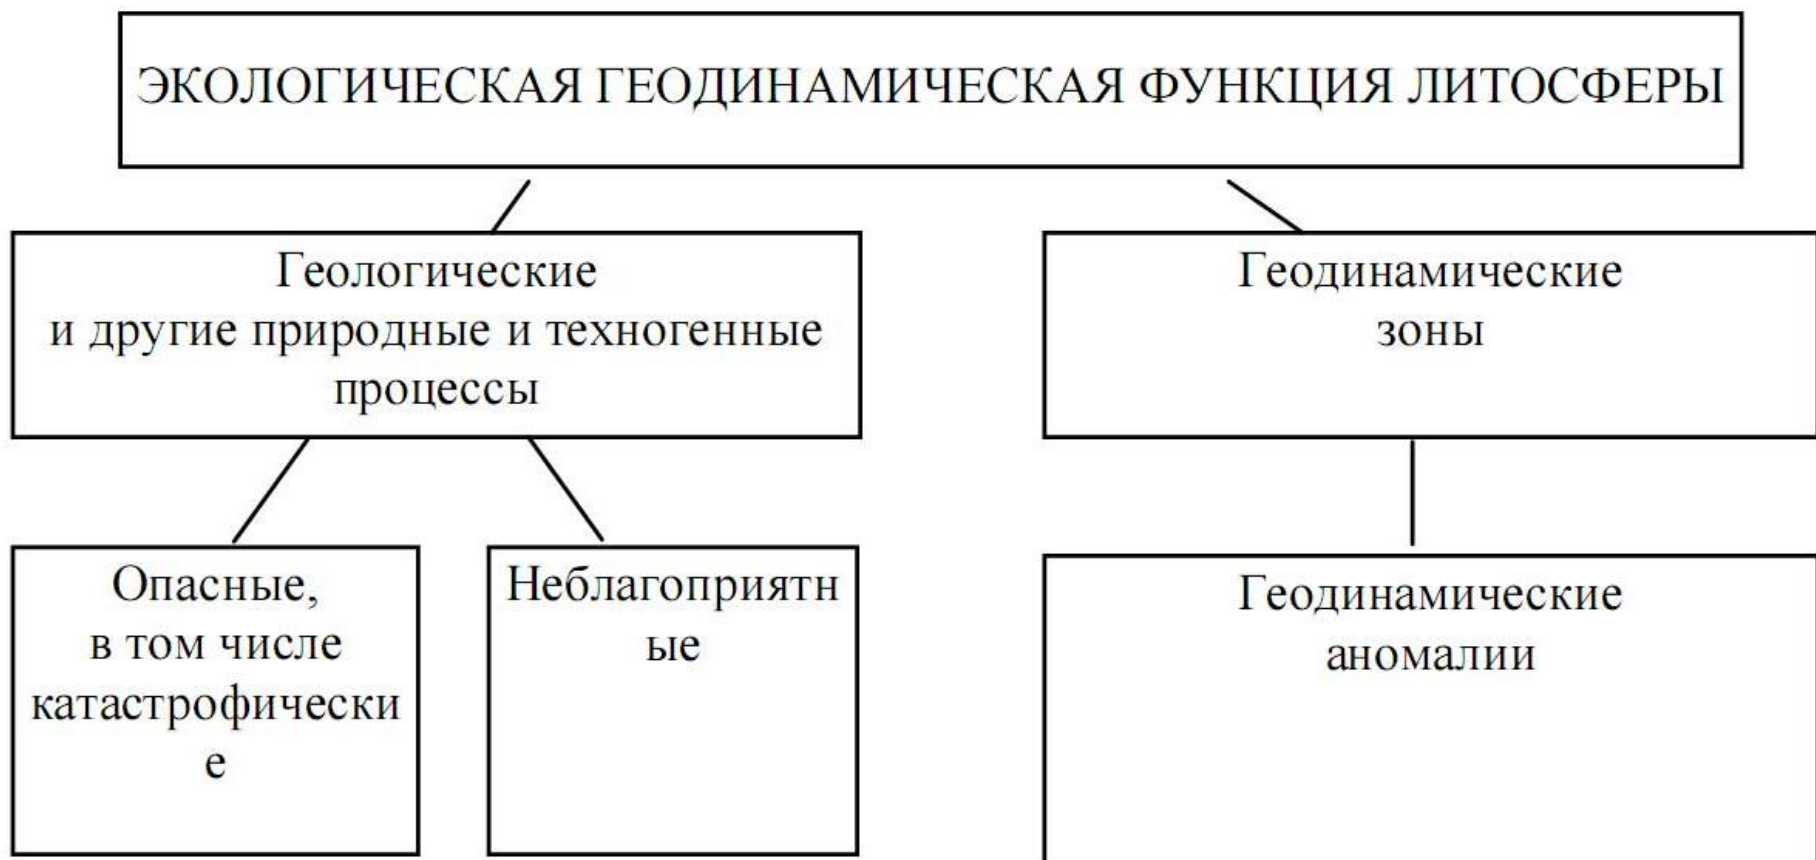 ЭКОЛОГИЧЕСКАЯ ГЕОДИНАМИЧЕСКАЯ ФУНКЦИЯ ЛИТОСФЕРЫ
Геологические
и другие природные и техногенные
процессы
Геодинамические
зоны
Опасные,
в том числе
катастрофически
е
Неблагоприятн
ые
Геодинамические
аномалии